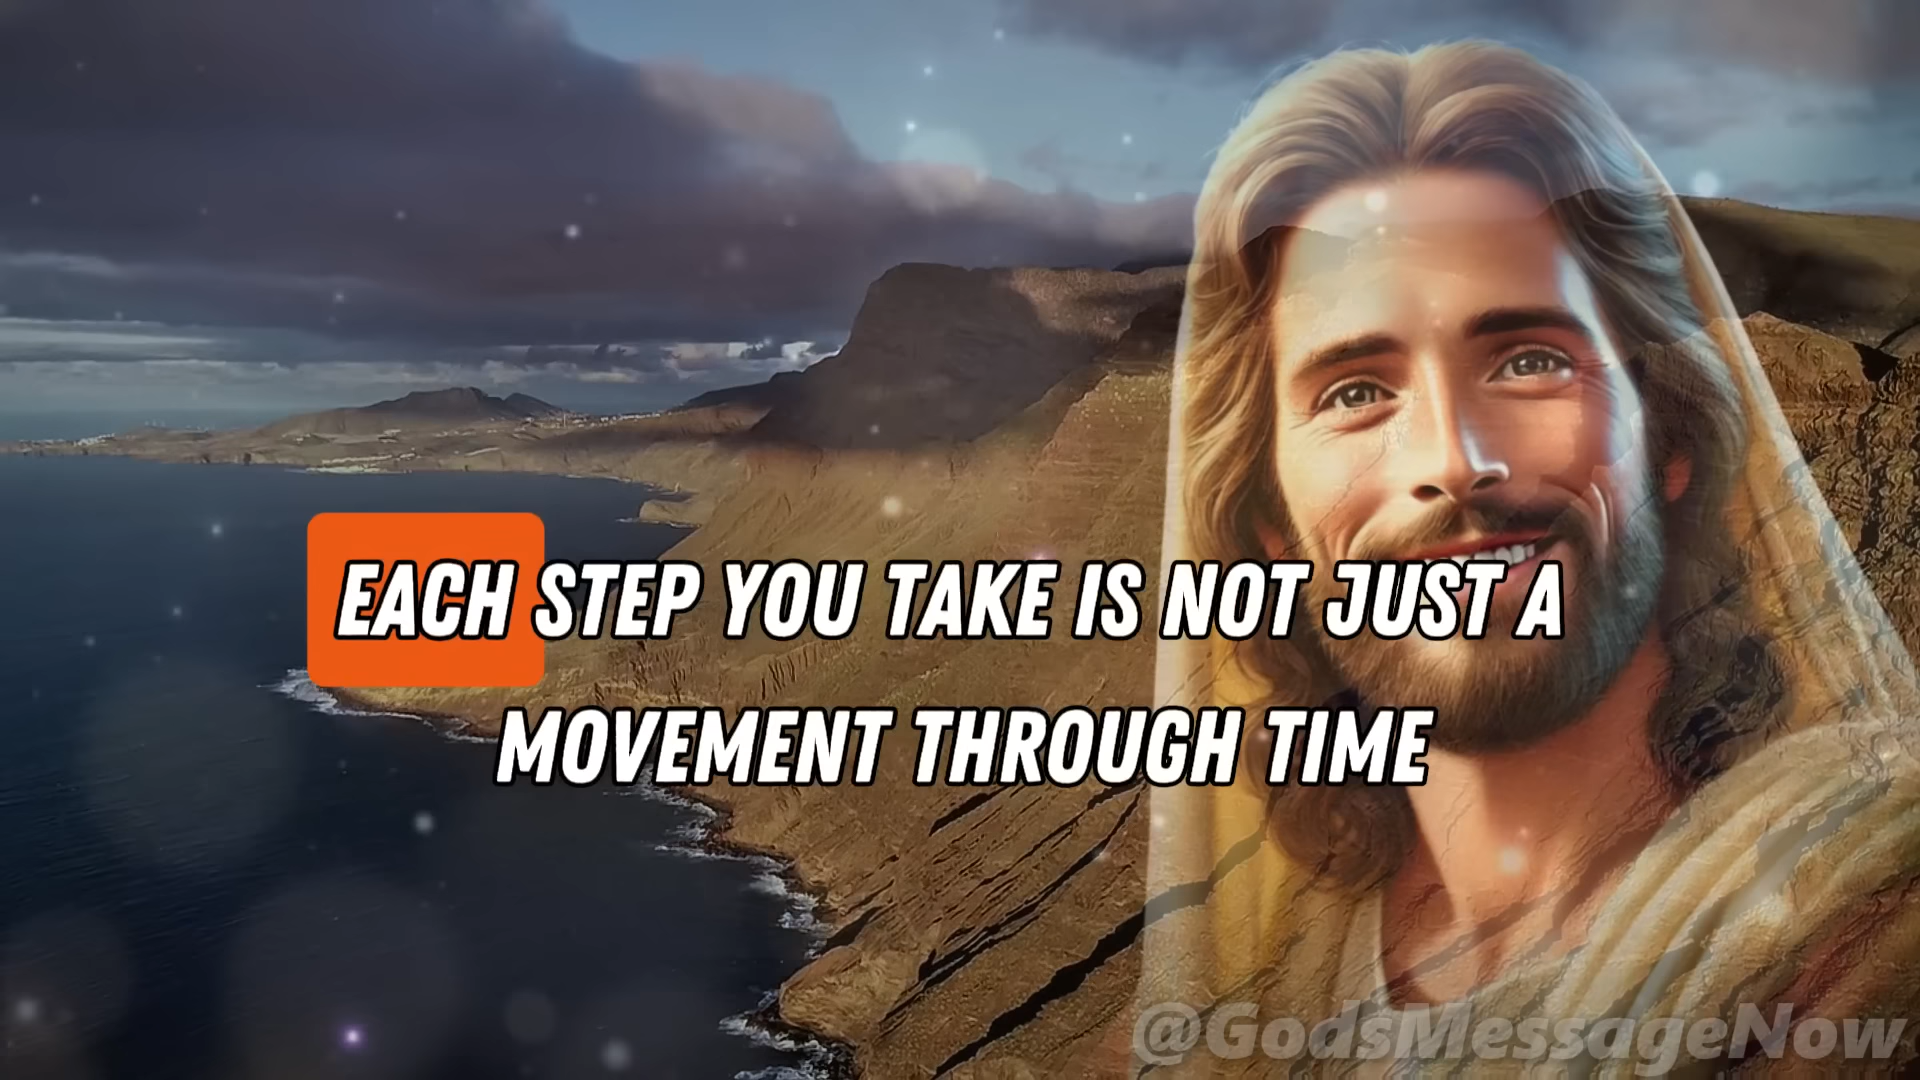 EACH STEP YOU TAKE IS NOT JUST A
MOVEMENT THROUGH TIME
@GodsMessageNow